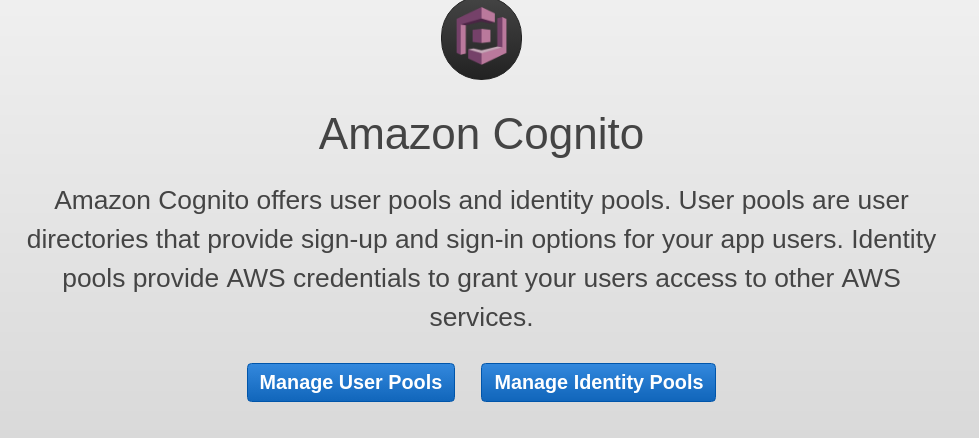 Amazon Cognito
Amazon Cognito offers user pools and identity pools. User pools are user
directories that provide sign-up and sign-in options for your app users. Identity
pools provide AWS credentials to grant your users access to other AWS
services.
Manage User Pools Manage Identity Pools